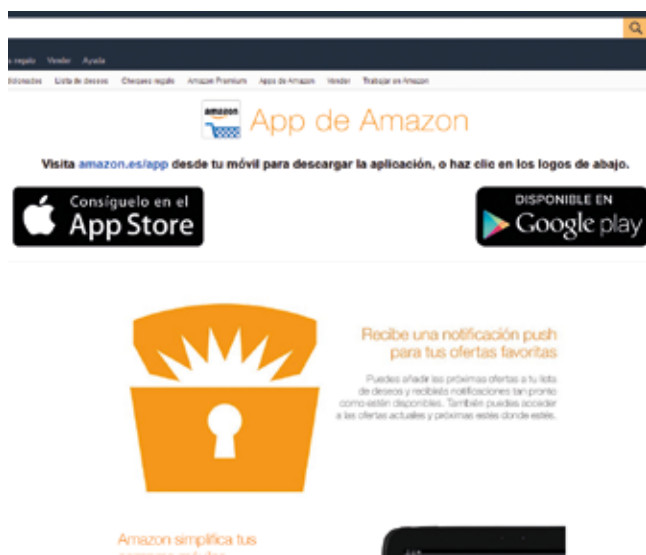 regalo Vender Ayuda
Lista de deseos Cheques regalo Amazon Premium Apps de Amazon Vender Trabajar en Amazon
amazon
App de Amazon
Visita amazon.es/app desde tu móvil para descargar la aplicación, o haz clic en los logos de abajo.
Consíguelo en el
App Store
DISPONIBLE EN
Google play
Recibe una notificación push
para tus ofertas favoritas
Puedes añadir las próximas ofertas a tu lista
de deseos y recibirás notificaciones tan pronto
como estén disponibles. También puedes acceder
a las ofertas actuales y próximas estés donde estés.
Amazon simplifica tus